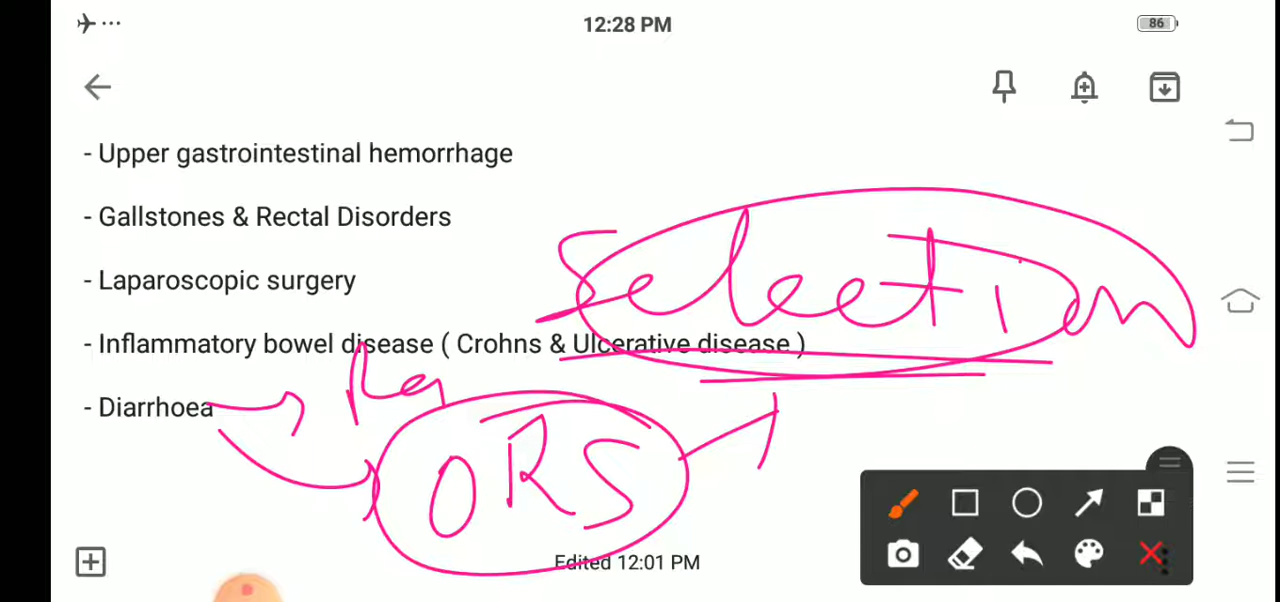 12:28 PM
86
- Upper gastrointestinal hemorrhage
- Gallstones & Rectal Disorders
Selection
- Laparoscopic surgery
- Inflammatory bowel disease ( Crohns & Ulcerative disease )
- Diarrhoea
ORS
Edited 12:01 PM